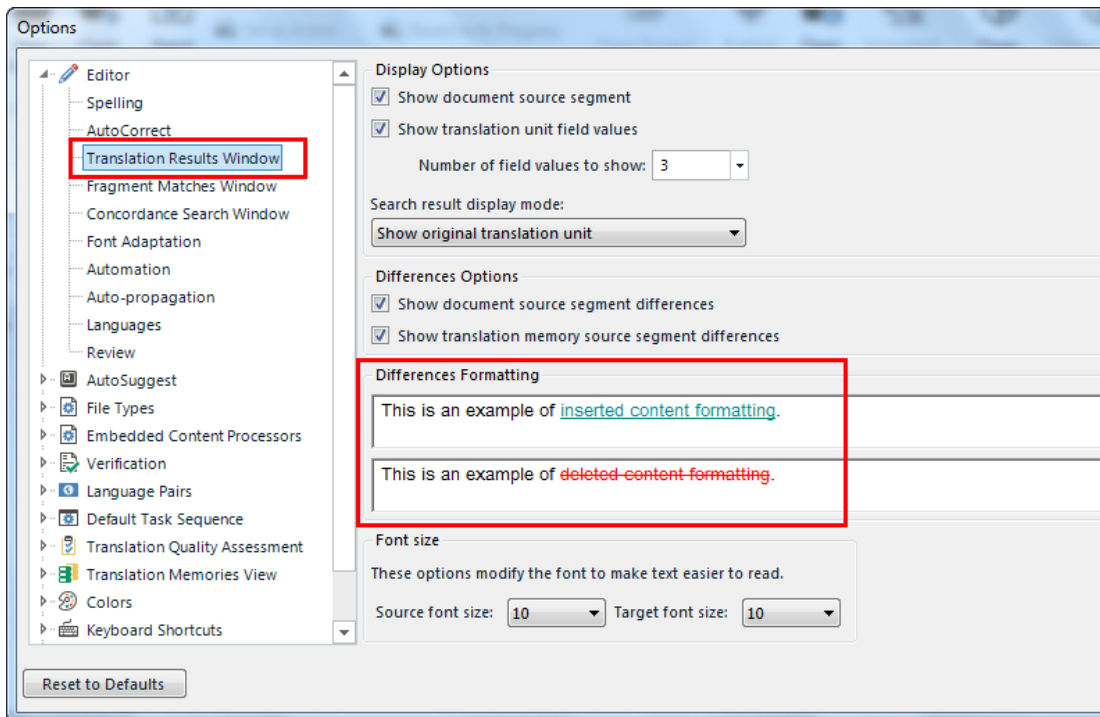 Options
Editor
Spelling
AutoCorrect
Translation Results Window
Fragment Matches Window
Concordance Search Window
Font Adaptation
Automation
Auto-propagation
Languages
Review
AutoSuggest
File Types
Embedded Content Processors
Verification
Language Pairs
Default Task Sequence
Translation Quality Assessment
Translation Memories View
Colors
Keyboard Shortcuts
Reset to Defaults
Display Options
Show document source segment
Show translation unit field values
Number of field values to show: 3
Search result display mode:
Show original translation unit
Differences Options
Show document source segment differences
Show translation memory source segment differences
Differences Formatting
This is an example of inserted content formatting.
This is an example of deleted content formatting.
Font size
These options modify the font to make text easier to read.
Source font size: 10 Target font size: 10